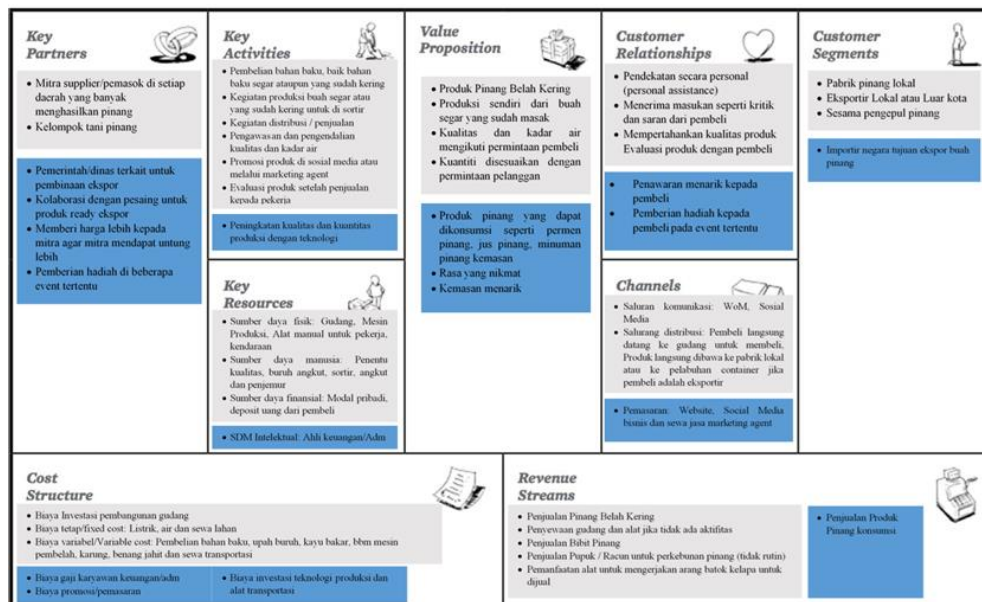 Key
Partners
• Mitra supplier/pemasok di setiap
daerah yang banyak
menghasilkan pinang
• Kelompok tani pinang
• Pemerintah/dinas terkait untuk
pembinaan ekspor
• Kolaborasi dengan pesaing untuk
produk ready ekspor
• Memberi harga lebih kepada
mitra agar mitra mendapat untung
lebih
• Pemberian hadiah di beberapa
event tertentu
Key
Activities
• Pembelian bahan baku, baik bahan
baku segar ataupun yang sudah kering
• Kegiatan produksi buah segar atau
yang sudah kering untuk di sortir
• Kegiatan distribusi / penjualan
• Pengawasan dan pengendalian
kualitas dan kadar air
• Promosi produk di sosial media atau
melalui marketing agent
• Evaluasi produk setelah penjualan
kepada pekerja
• Peningkatan kualitas dan kuantitas
produksi dengan teknologi
Key
Resources
• Sumber daya fisik: Gudang, Mesin
Produksi, Alat manual untuk pekerja,
kendaraan
• Sumber daya manusia: Penentu
kualitas, buruh angkut, sortir, angkut
dan penjemur
• Sumber daya finansial: Modal pribadi,
deposit uang dari pembeli
• SDM Intelektual: Ahli keuangan/Adm
Value
Proposition
• Produk Pinang Belah Kering
• Produksi sendiri dari buah
segar yang sudah masak
• Kualitas dan kadar air
mengikuti permintaan pembeli
• Kuantiti disesuaikan dengan
permintaan pelanggan
• Produk pinang yang dapat
dikonsumsi seperti permen
pinang, jus pinang, minuman
pinang kemasan
• Rasa yang nikmat
• Kemasan menarik
Customer
Relationships
• Pendekatan secara personal
(personal assistance)
• Menerima masukan seperti kritik
dan saran dari pembeli
• Mempertahankan kualitas produk
Evaluasi produk dengan pembeli
• Penawaran menarik kepada
pembeli
• Pemberian hadiah kepada
pembeli pada event tertentu
Channels
• Saluran komunikasi: WoM, Sosial
Media
• Salurang distribusi: Pembeli langsung
datang ke gudang untuk membeli,
Produk langsung dibawa ke pabrik lokal
atau ke pelabuhan container jika
pembeli adalah eksportir
• Pemasaran: Website, Social Media
bisnis dan sewa jasa marketing agent
Customer
Segments
• Pabrik pinang lokal
• Eksportir Lokal atau Luar kota
• Sesama pengepul pinang
• Importir negara tujuan ekspor buah
pinang
Cost
Structure
• Biaya Investasi pembangunan gudang
• Biaya tetap/fixed cost: Listrik, air dan sewa lahan
• Biaya variabel/Variable cost: Pembelian bahan baku, upah buruh, kayu bakar, bbm mesin
pembelah, karung, benang jahit dan sewa transportasi
• Biaya gaji karyawan keuangan/adm
• Biaya promosi/pemasaran
• Biaya investasi teknologi produksi dan
alat transportasi
Revenue
Streams
• Penjualan Pinang Belah Kering
• Penyewaan gudang dan alat jika tidak ada aktifitas
• Penjualan Bibit Pinang
• Penjualan Pupuk / Racun untuk perkebunan pinang (tidak rutin)
• Pemanfaatan alat untuk mengerjakan arang batok kelapa untuk
dijual
• Penjualan Produk
Pinang konsumsi